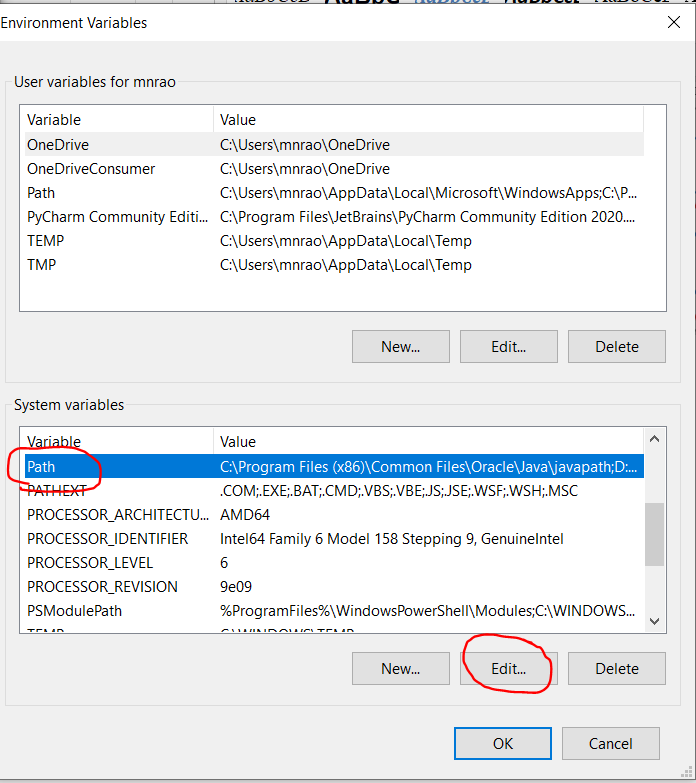 Environment Variables
User variables for mnrao
Variable Value
OneDrive C:\Users\mnrao\OneDrive
OneDriveConsumer C:\Users\mnrao\OneDrive
Path C:\Users\mnrao\AppData\Local\Microsoft\WindowsApps;C:\P...
PyCharm Community Editi... C:\Program Files\JetBrains\PyCharm Community Edition 2020....
TEMP C:\Users\mnrao\AppData\Local\Temp
TMP C:\Users\mnrao\AppData\Local\Temp
New... Edit... Delete
System variables
Variable Value
Path C:\Program Files (x86)\Common Files\Oracle\Java\javapath;D:...
PATHEXT .COM;.EXE;.BAT;.CMD;.VBS;.VBE;.JS;.JSE;.WSF;.WSH;.MSC
PROCESSOR_ARCHITECTU... AMD64
PROCESSOR_IDENTIFIER Intel64 Family 6 Model 158 Stepping 9, GenuineIntel
PROCESSOR_LEVEL 6
PROCESSOR_REVISION 9e09
PSModulePath %ProgramFiles%\WindowsPowerShell\Modules;C:\WINDOWS...
TEMP C:\WINDOWS\TEMP
New... Edit... Delete
OK Cancel